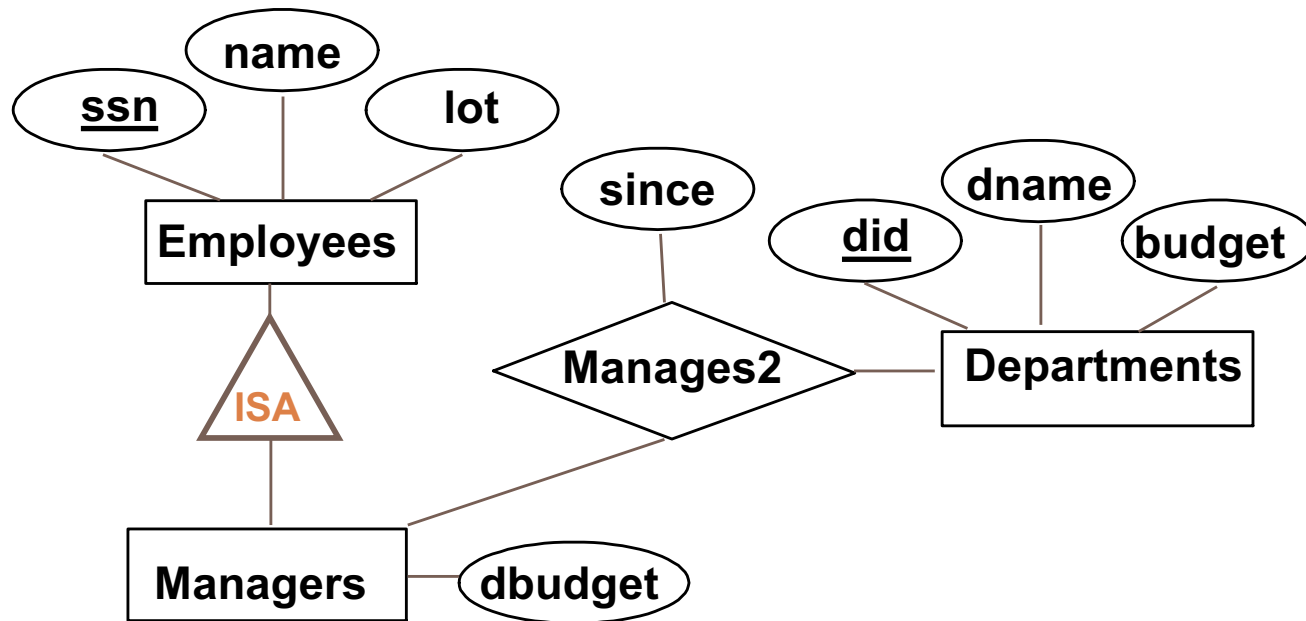 name
ssn
lot
Employees
since
dname
did
budget
Manages2
Departments
ISA
Managers
dbudget